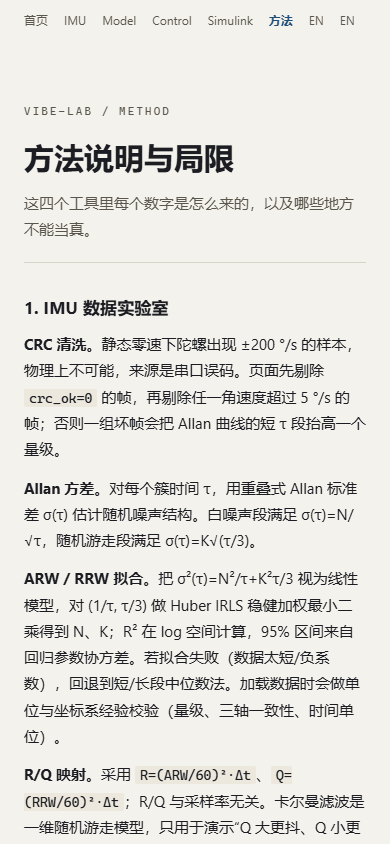 首页 IMU Model Control Simulink 方法 EN EN
VIBE-LAB / METHOD
方法说明与局限
这四个工具里每个数字是怎么来的，以及哪些地方
不能当真。
1. IMU 数据实验室
CRC 清洗。静态零速下陀螺出现 ±200 °/s 的样本，
物理上不可能，来源是串口误码。页面先剔除
crc_ok=0 的帧，再剔除任一角速度超过 5 °/s 的
帧；否则一组坏帧会把 Allan 曲线的短 τ 段抬高一个
量级。
Allan 方差。对每个簇时间 τ，用重叠式 Allan 标准
差 σ(τ) 估计随机噪声结构。白噪声段满足 σ(τ)=N/
√τ，随机游走段满足 σ(τ)=K√(τ/3)。
ARW / RRW 拟合。把 σ²(τ)=N²/τ+K²τ/3 视为线性
模型，对 (1/τ, τ/3) 做 Huber IRLS 稳健加权最小二
乘得到 N、K；R² 在 log 空间计算，95% 区间来自
回归参数协方差。若拟合失败（数据太短/负系
数），回退到短/长段中位数法。加载数据时会做单
位与坐标系经验校验（量级、三轴一致性、时间单
位）。
R/Q 映射。采用 R=(ARW/60)²·Δt 、 Q=
(RRW/60)²·Δt ；R/Q 与采样率无关。卡尔曼滤波是
一维随机游走模型，只用于演示“Q 大更抖、Q 小更